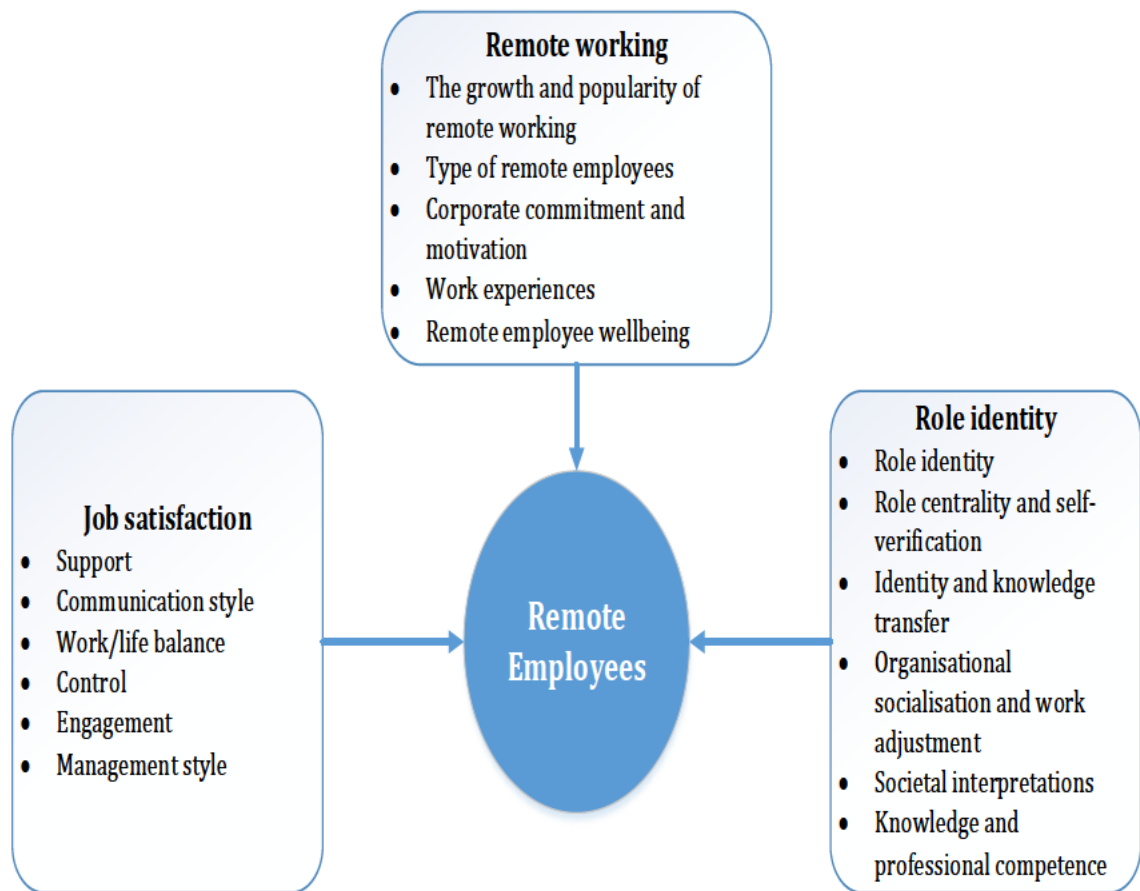 Remote working
• The growth and popularity of
remote working
• Type of remote employees
• Corporate commitment and
motivation
• Work experiences
• Remote employee wellbeing
Job satisfaction
• Support
• Communication style
• Work/life balance
• Control
• Engagement
• Management style
Remote
Employees
Role identity
• Role identity
• Role centrality and self-
verification
• Identity and knowledge
transfer
• Organisational
socialisation and work
adjustment
• Societal interpretations
• Knowledge and
professional competence